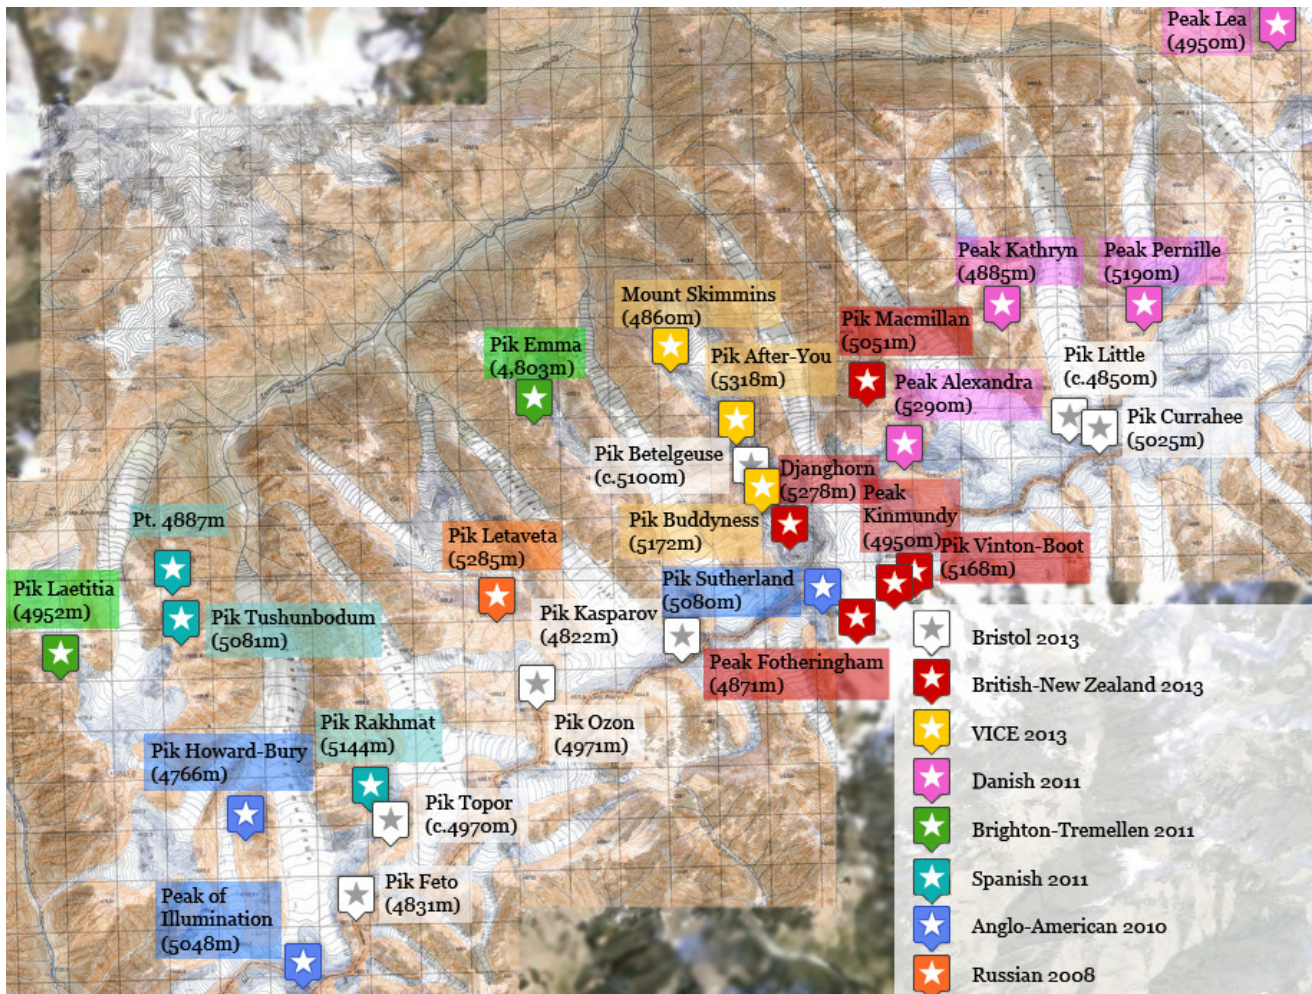 Peak Lea
(4950m)
Peak Kathryn
(4885m)
Peak Pernille
(5190m)
Mount Skimmins
(4860m)
Pik Macmillan
(5051m)
Pik Emma
(4,803m)
Pik After-You
(5318m)
Pik Little
(c.4850m)
Peak Alexandra
(5290m)
Pik Currahee
(5025m)
Pik Betelgeuse
(c.5100m)
Djanghorn
(5278m)
Peak
Kinmundy
(4950m)
Pik Buddyness
(5172m)
Pt. 4887m
Pik Letaveta
(5285m)
Pik Vinton-Boot
(5168m)
Pik Sutherland
(5080m)
Pik Laetitia
(4952m)
Pik Tushunbodum
(5081m)
Pik Kasparov
(4822m)
Peak Fotheringham
(4871m)
Pik Ozon
(4971m)
Pik Rakhmat
(5144m)
Pik Howard-Bury
(4766m)
Pik Topor
(c.4970m)
Pik Feto
(4831m)
Peak of
Illumination
(5048m)
Bristol 2013
British-New Zealand 2013
VICE 2013
Danish 2011
Brighton-Tremellen 2011
Spanish 2011
Anglo-American 2010
Russian 2008